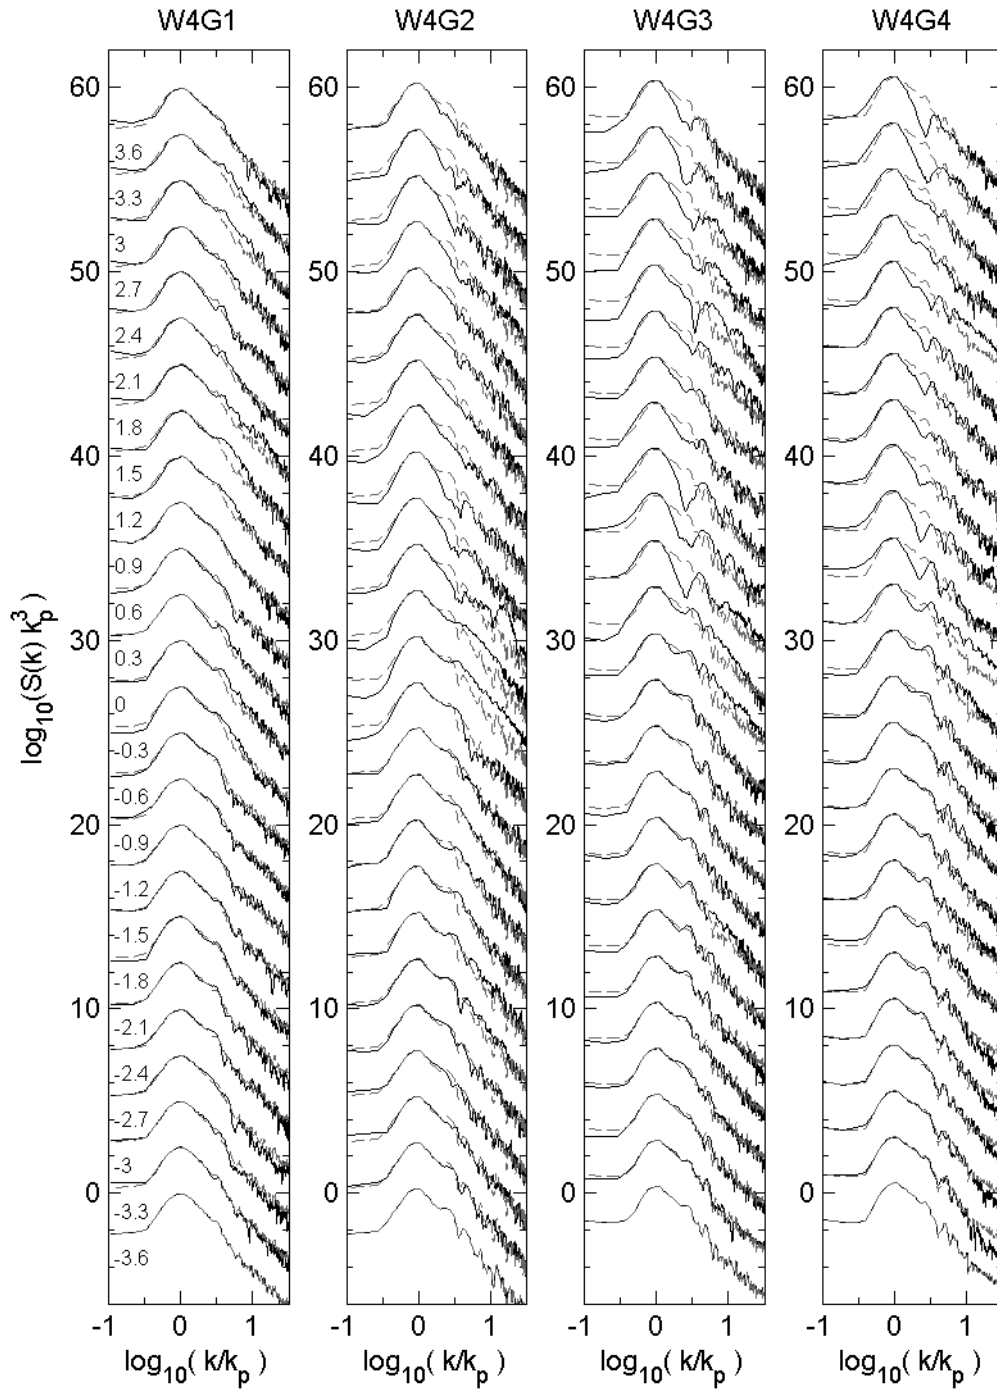 W4G1 W4G2 W4G3 W4G4
60 60 60 60
3.6
3.3
3
50 50 50 50
2.7
2.4
2.1
1.8
40 40 40 40
1.5
1.2
0.9
0.6
30 30 30 30
0.3
0
-0.3
-0.6
20 20 20 20
-0.9
-1.2
-1.5
-1.8
10 10 10 10
-2.1
-2.4
-2.7
-3
0 0 0 0
-3.3
-3.6
log10(S(k) kp^3)
-1 0 1 -1 0 1 -1 0 1 -1 0 1
log10( k/kp ) log10( k/kp ) log10( k/kp ) log10( k/kp )